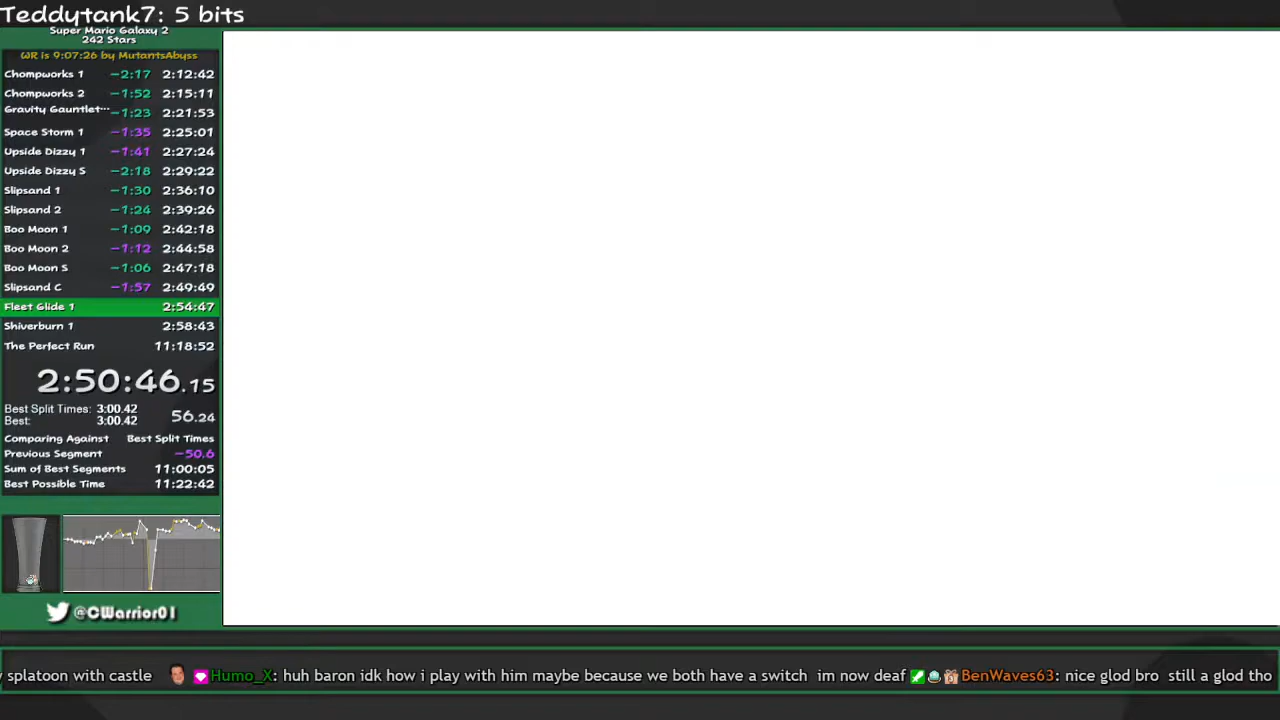 Teddytank7: 5 bits
Super Mario Galaxy 2
242 Stars
WR is 9:07:26 by MutantsAbyss
Chompworks 1 −2:17 2:12:42
Chompworks 2 −1:52 2:15:11
Gravity Gauntlet… −1:23 2:21:53
Space Storm 1 −1:35 2:25:01
Upside Dizzy 1 −1:41 2:27:24
Upside Dizzy S −2:18 2:29:22
Slipsand 1 −1:30 2:36:10
Slipsand 2 −1:24 2:39:26
Boo Moon 1 −1:09 2:42:18
Boo Moon 2 −1:12 2:44:58
Boo Moon S −1:06 2:47:18
Slipsand C −1:57 2:49:49
Fleet Glide 1 2:54:47
Shiverburn 1 2:58:43
The Perfect Run 11:18:52
2:50:46.15
Best Split Times: 3:00.42 56.24
Best: 3:00.42
Comparing Against Best Split Times
Previous Segment −50.6
Sum of Best Segments 11:00:05
Best Possible Time 11:22:42
@CWarrior01
splatoon with castle Humo_X: huh baron idk how i play with him maybe because we both have a switch im now deaf BenWaves63: nice glod bro still a glod tho